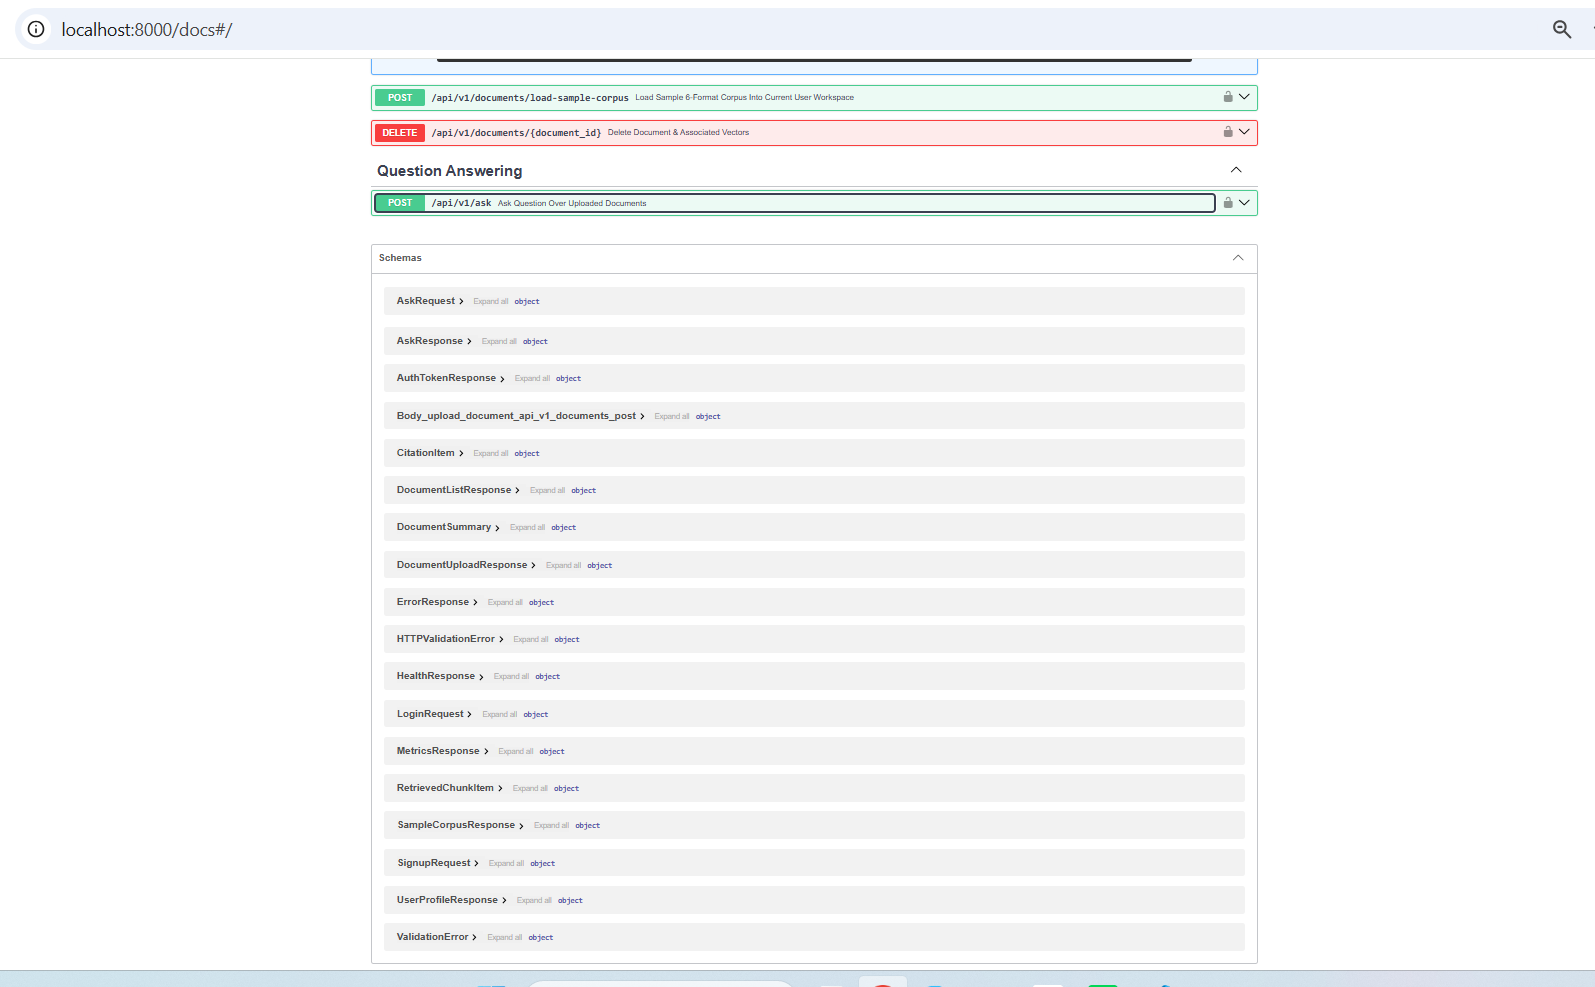 localhost:8000/docs#/
POST /api/v1/documents/load-sample-corpus Load Sample 6-Format Corpus Into Current User Workspace
DELETE /api/v1/documents/{document_id} Delete Document & Associated Vectors
Question Answering
POST /api/v1/ask Ask Question Over Uploaded Documents
Schemas
AskRequest Expand all object
AskResponse Expand all object
AuthTokenResponse Expand all object
Body_upload_document_api_v1_documents_post Expand all object
CitationItem Expand all object
DocumentListResponse Expand all object
DocumentSummary Expand all object
DocumentUploadResponse Expand all object
ErrorResponse Expand all object
HTTPValidationError Expand all object
HealthResponse Expand all object
LoginRequest Expand all object
MetricsResponse Expand all object
RetrievedChunkItem Expand all object
SampleCorpusResponse Expand all object
SignupRequest Expand all object
UserProfileResponse Expand all object
ValidationError Expand all object